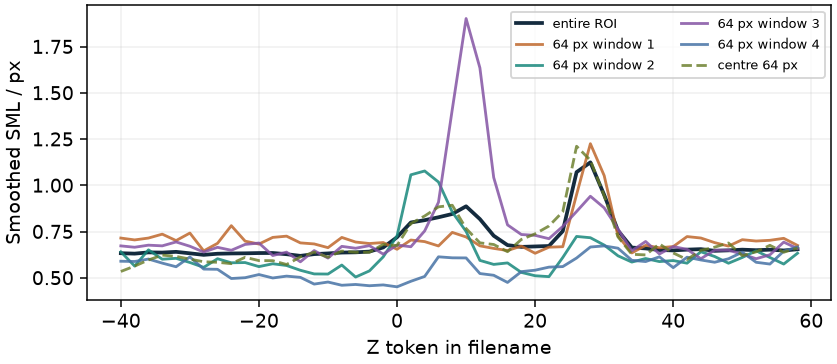 Smoothed SML / px
1.75
1.50
1.25
1.00
0.75
0.50
entire ROI
64 px window 1
64 px window 2
64 px window 3
64 px window 4
centre 64 px
−40
−20
0
20
40
60
Z token in filename